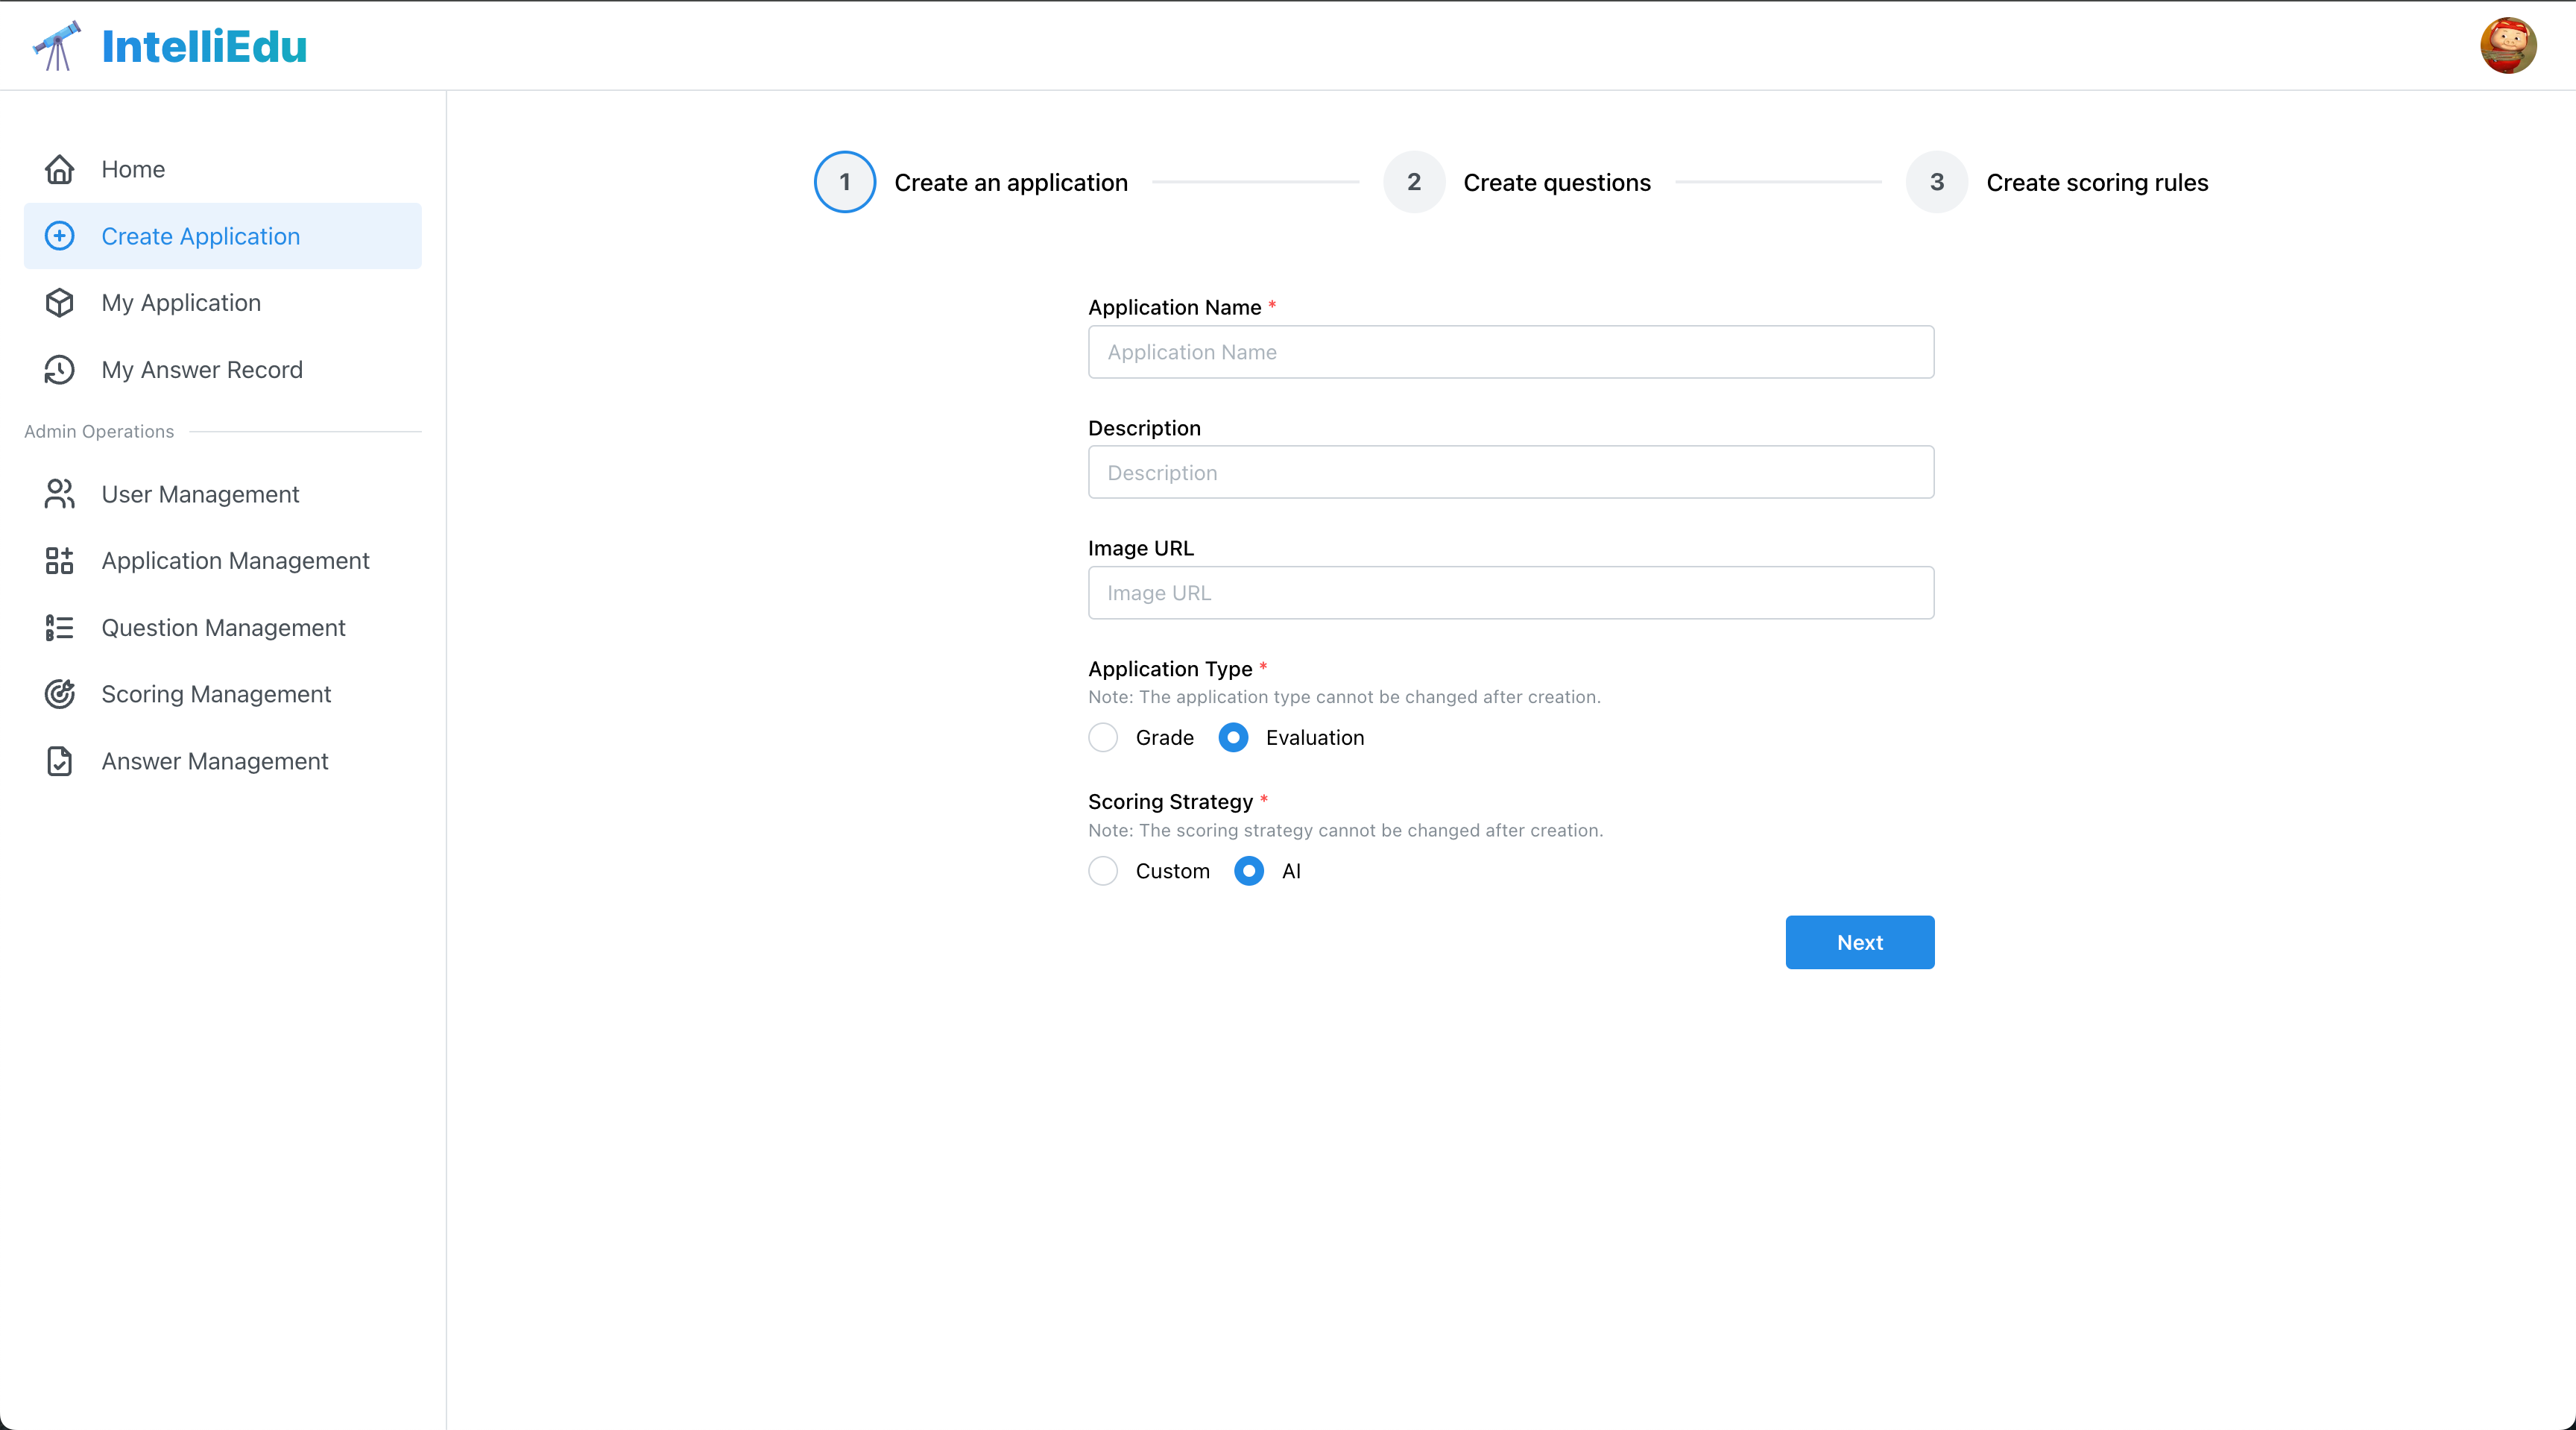 IntelliEdu
Home
Create Application
My Application
My Answer Record
Admin Operations
User Management
Application Management
Question Management
Scoring Management
Answer Management
1 Create an application 2 Create questions 3 Create scoring rules
Application Name *
Application Name
Description
Description
Image URL
Image URL
Application Type *
Note: The application type cannot be changed after creation.
Grade Evaluation
Scoring Strategy *
Note: The scoring strategy cannot be changed after creation.
Custom AI
Next